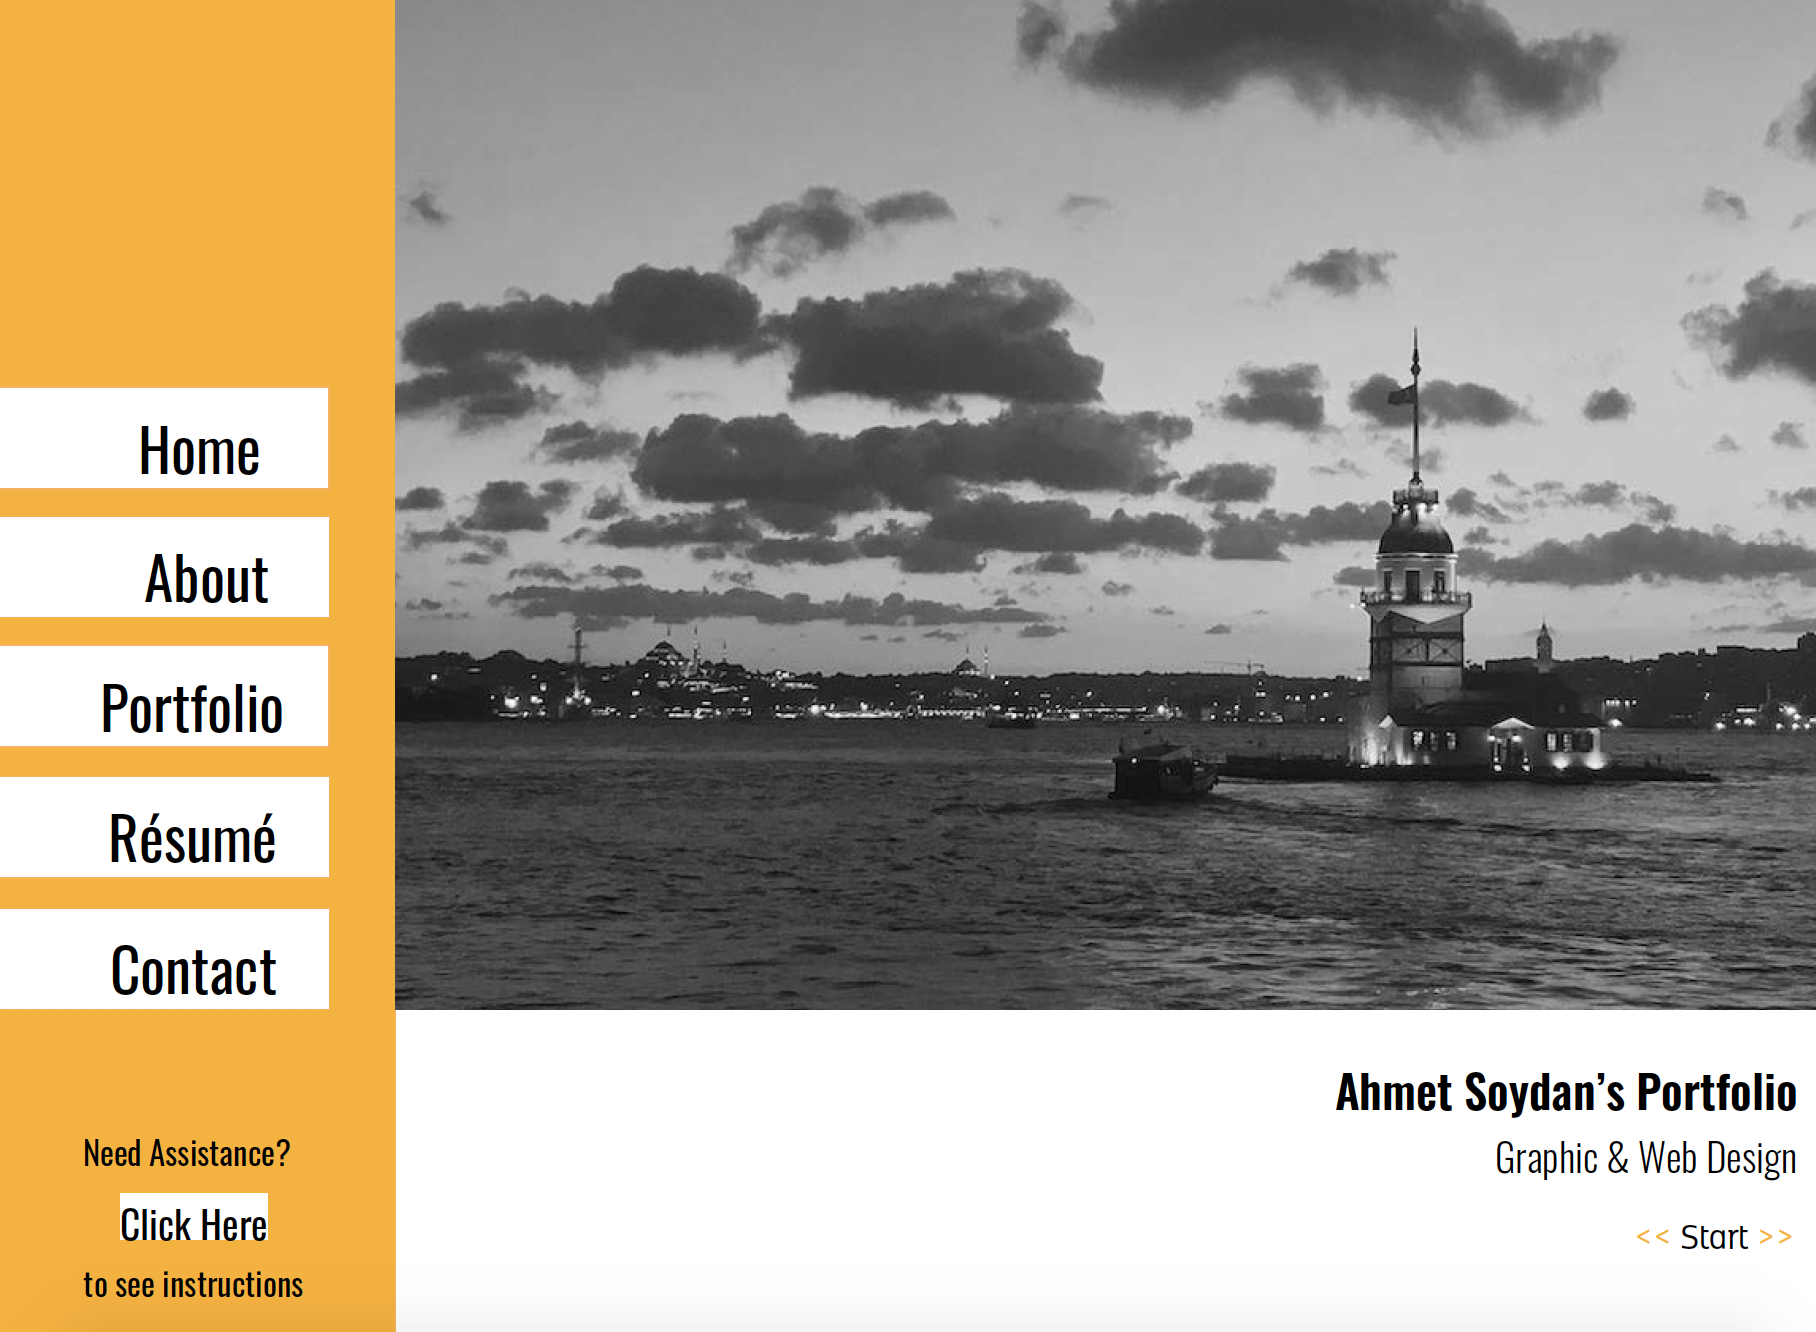 Home
About
Portfolio
Résumé
Contact
Need Assistance?
Click Here
to see instructions
Ahmet Soydan’s Portfolio
Graphic & Web Design
<< Start >>